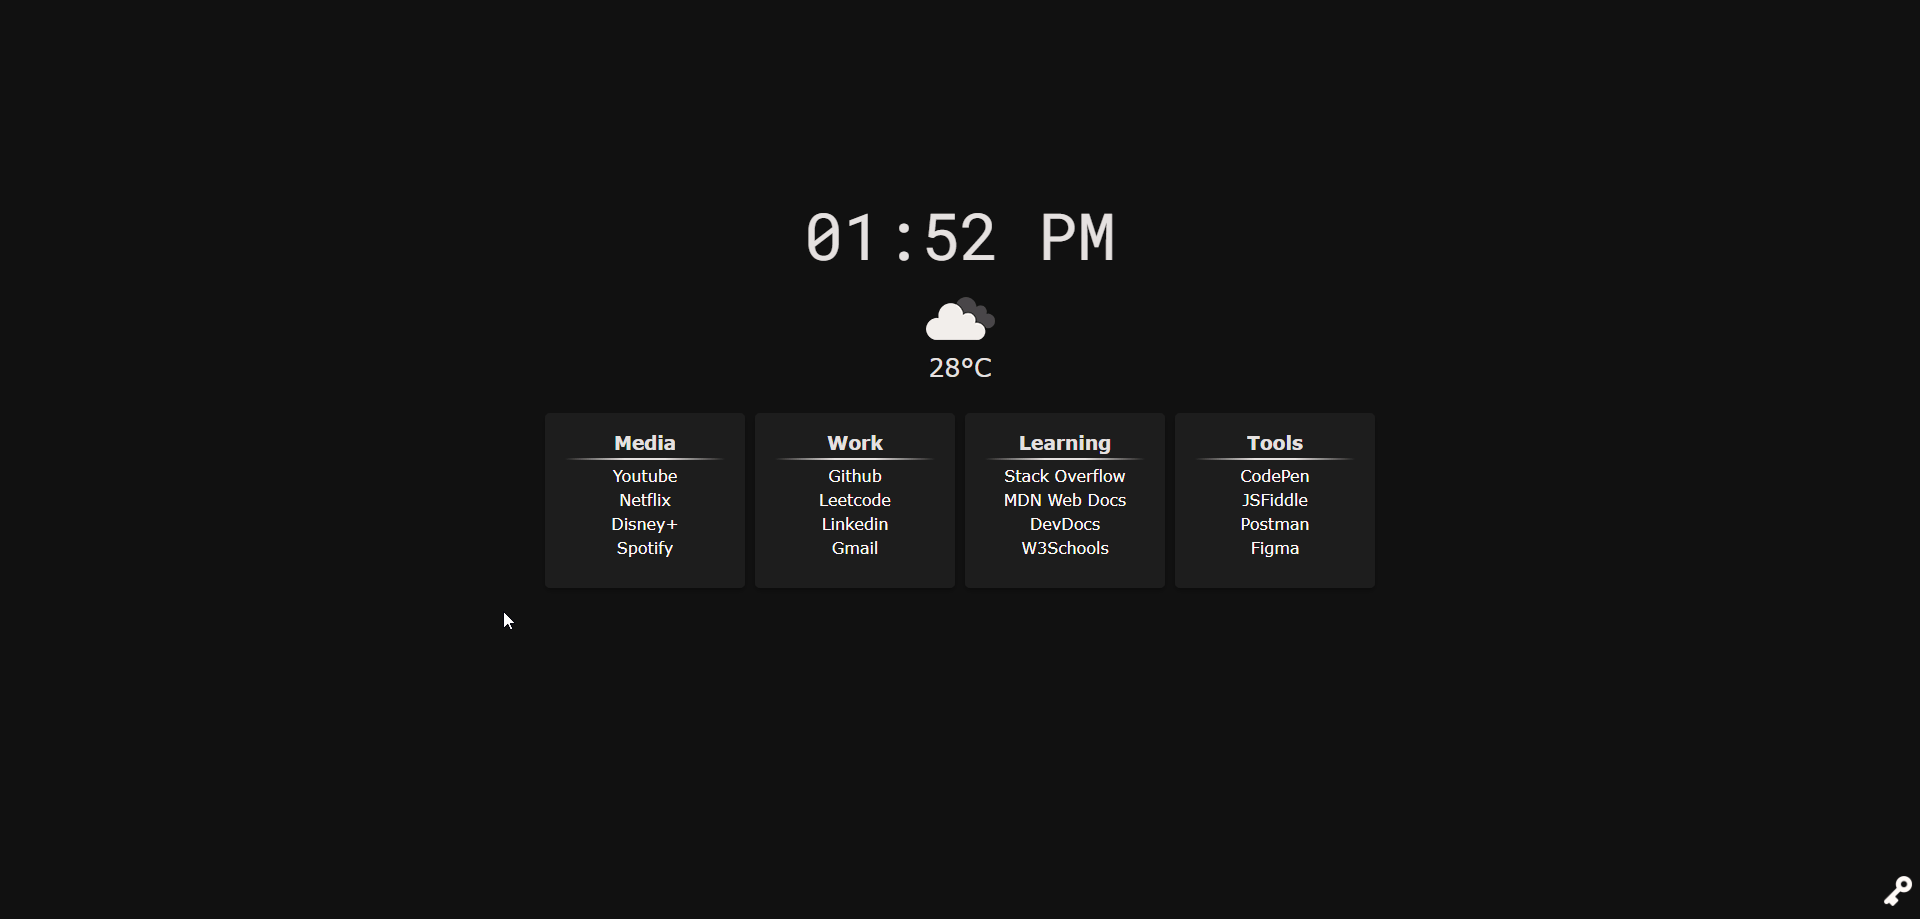 01:52 PM
28°C
Media
Youtube
Netflix
Disney+
Spotify
Work
Github
Leetcode
Linkedin
Gmail
Learning
Stack Overflow
MDN Web Docs
DevDocs
W3Schools
Tools
CodePen
JSFiddle
Postman
Figma